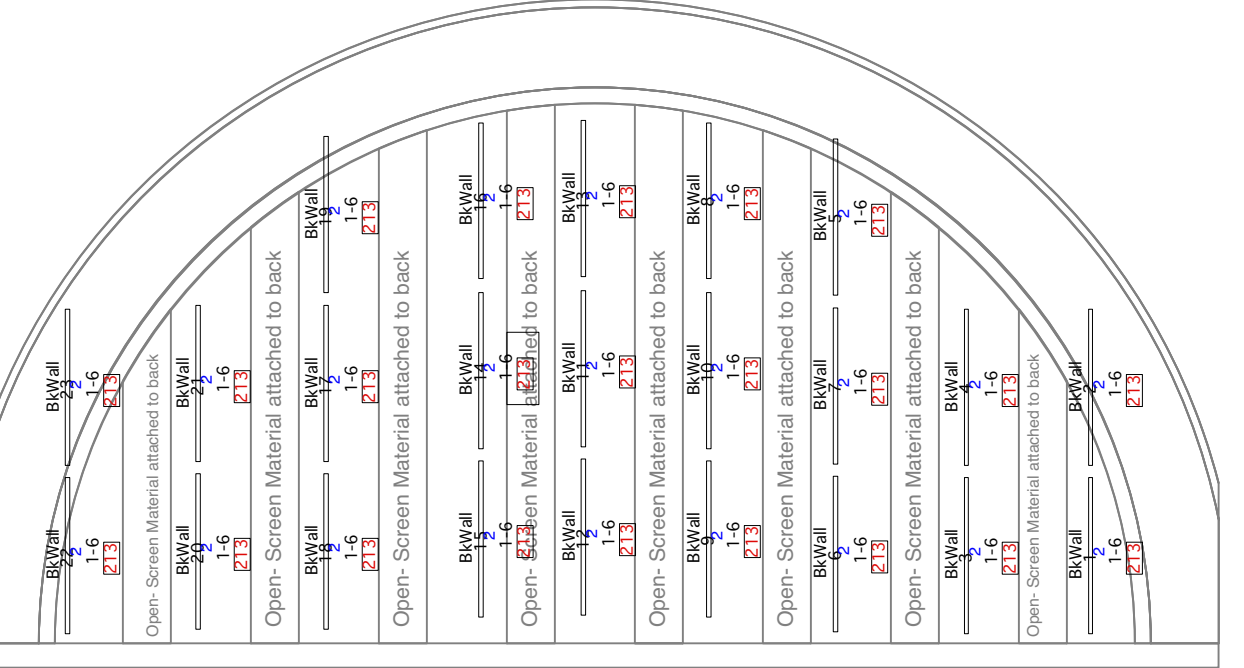 BkWall
23
2
1-6
213
BkWall
22
2
1-6
213
Open- Screen Material attached to back
BkWall
21
2
1-6
213
BkWall
20
2
1-6
213
Open- Screen Material attached to back
BkWall
19
2
1-6
213
BkWall
17
2
1-6
213
BkWall
18
2
1-6
213
Open- Screen Material attached to back
BkWall
16
2
1-6
213
BkWall
14
2
1-6
213
BkWall
15
2
1-6
213
Open- Screen Material attached to back
BkWall
13
2
1-6
213
BkWall
11
2
1-6
213
BkWall
12
2
1-6
213
Open- Screen Material attached to back
BkWall
8
2
1-6
213
BkWall
10
2
1-6
213
BkWall
9
2
1-6
213
Open- Screen Material attached to back
BkWall
5
2
1-6
213
BkWall
7
2
1-6
213
BkWall
6
2
1-6
213
Open- Screen Material attached to back
BkWall
4
2
1-6
213
BkWall
3
2
1-6
213
Open- Screen Material attached to back
BkWall
2
2
1-6
213
BkWall
1
2
1-6
213